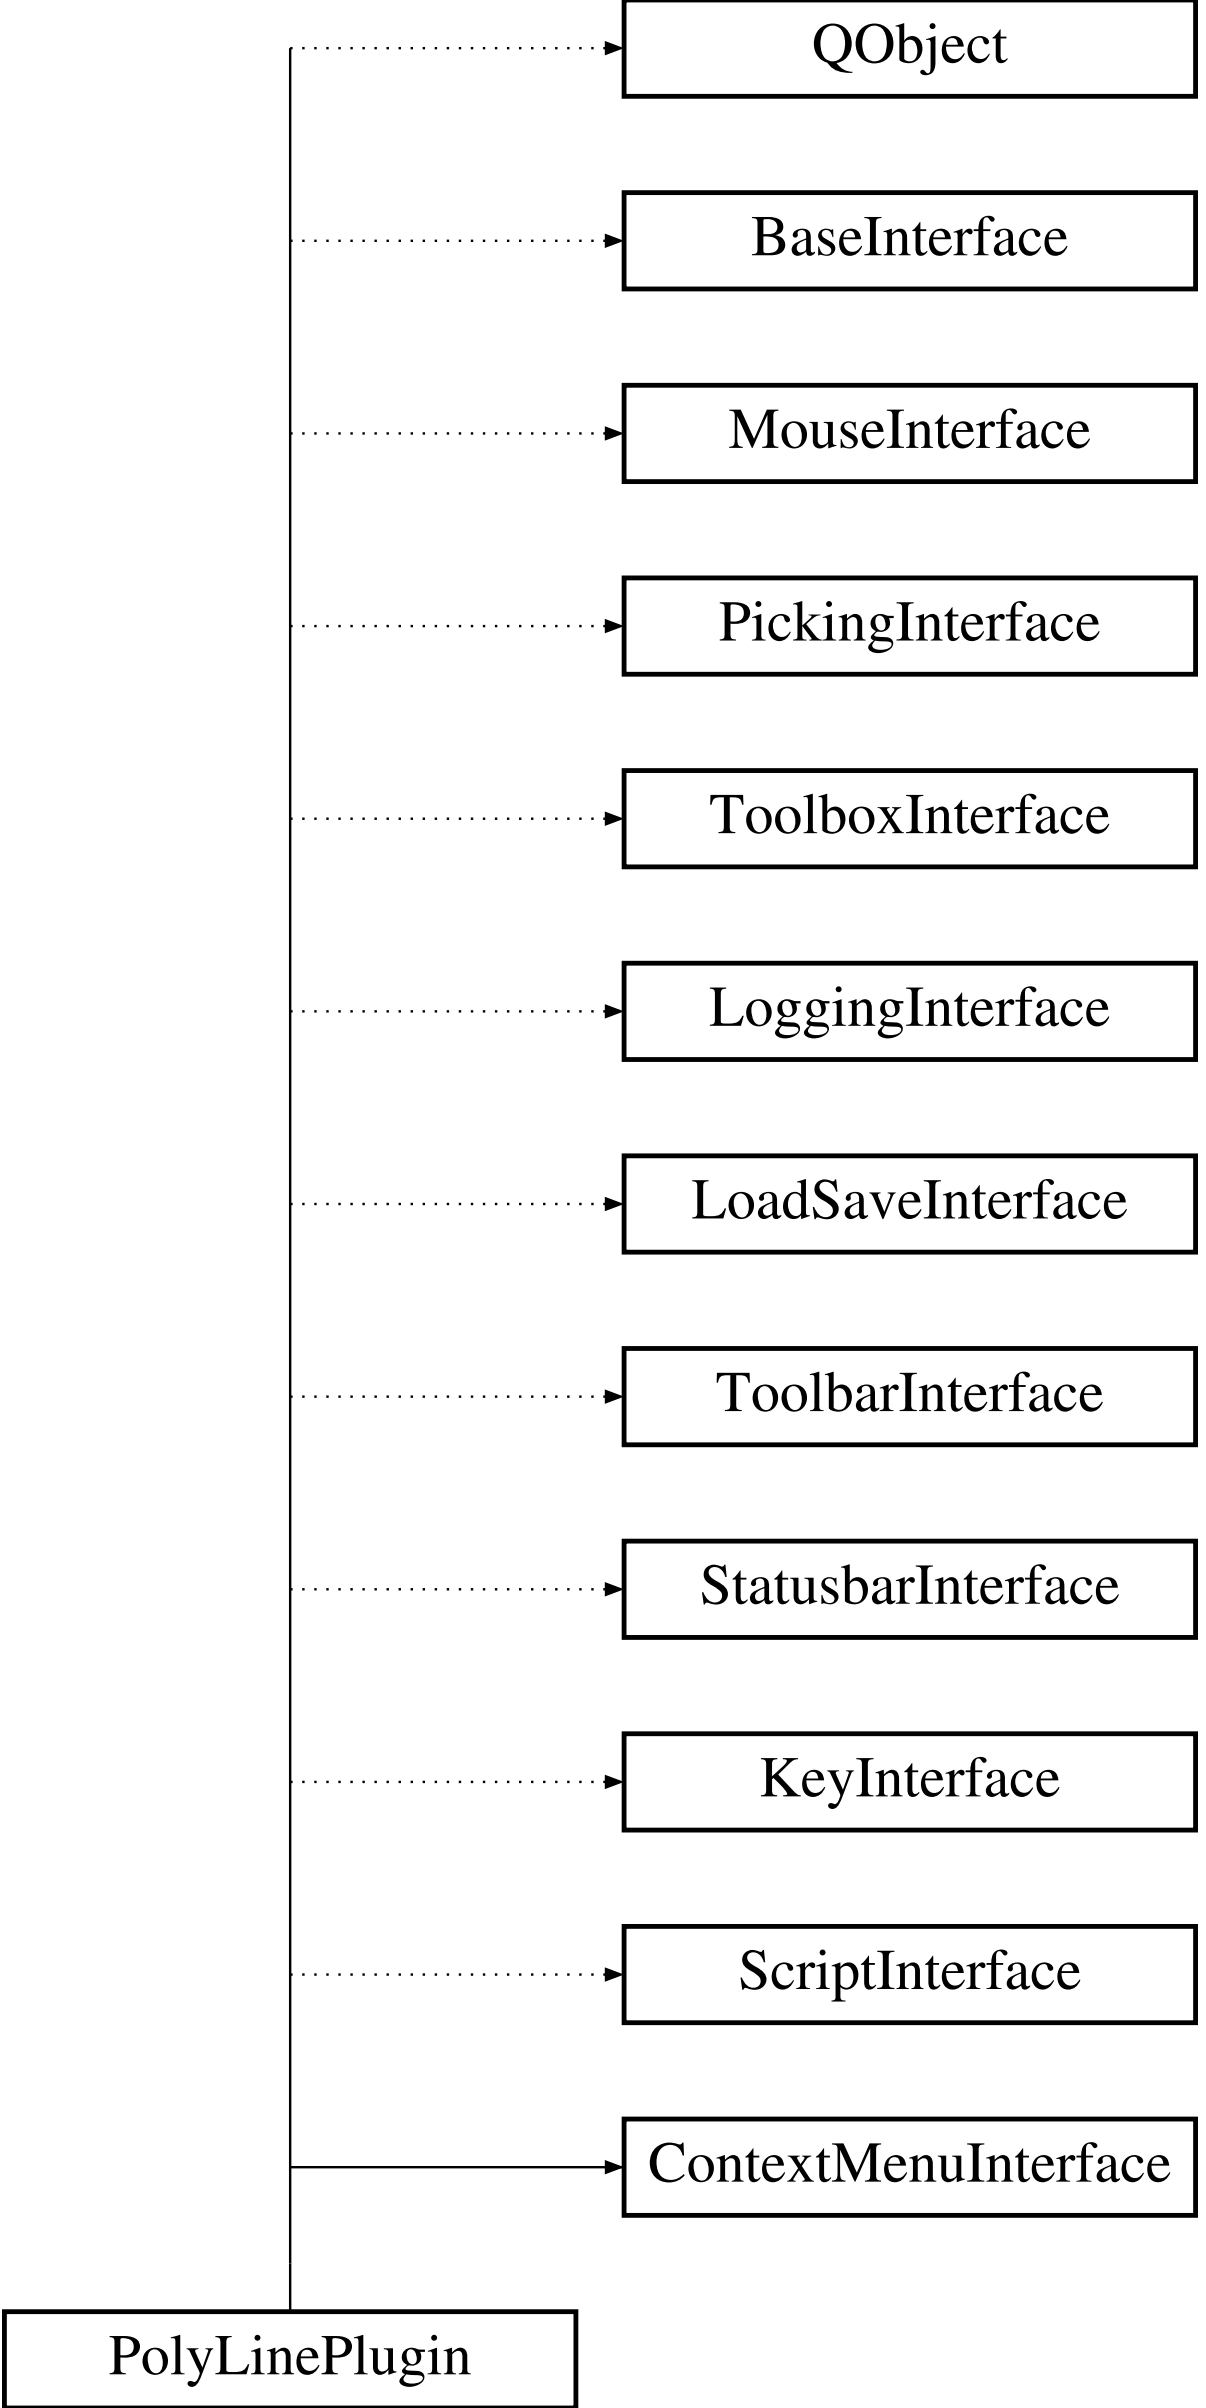 QObject
BaseInterface
MouseInterface
PickingInterface
ToolboxInterface
LoggingInterface
LoadSaveInterface
ToolbarInterface
StatusbarInterface
KeyInterface
ScriptInterface
ContextMenuInterface
PolyLinePlugin